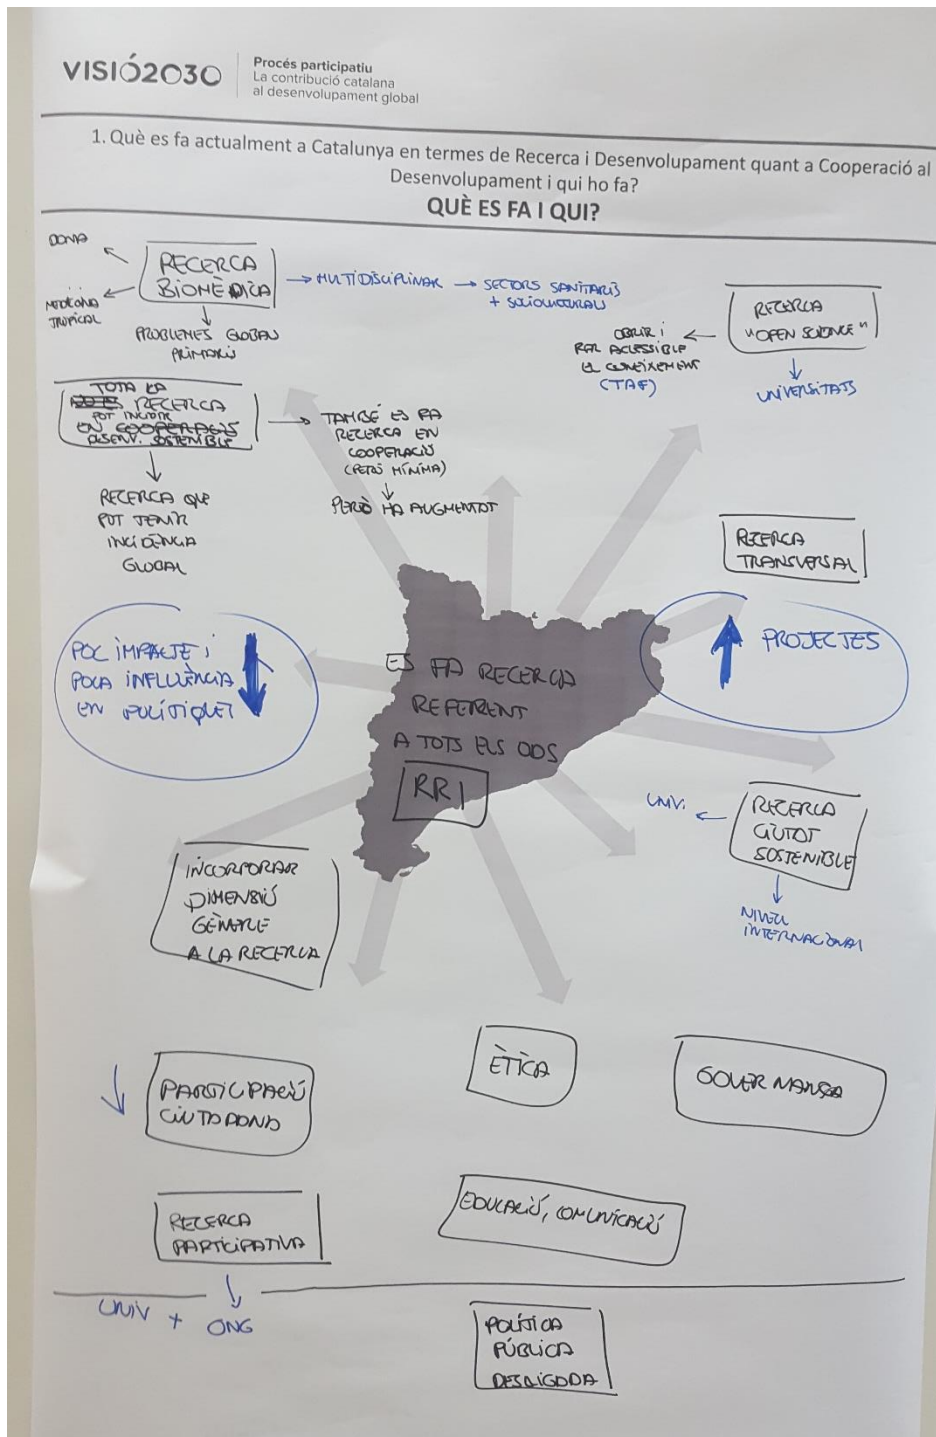 VISIÓ2030
Procés participatiu
La contribució catalana
al desenvolupament global
1. Què es fa actualment a Catalunya en termes de Recerca i Desenvolupament quant a Cooperació al
Desenvolupament i qui ho fa?
QUÈ ES FA I QUI?
DONA
RECERCA
BIOMÈDICA
MEDICINA
TROPICAL
PROBLEMES GLOBAU
PRIMARIS
MULTIDISCIPLINAR
SECTORS SANITARIS
+ SOCIOCULTURAU
RECERCA
"OPEN SCIENCE"
OBRIR I
FER ACCESSIBLE
EL CONEIXEMENT
UNIVERSITATS
TOTA LA
RECERCA
POT INCIDIR
EN COOPERACIÓ
DESENV. SOSTENIBLE
TAMBÉ ES FA
RECERCA EN
COOPERACIÓ
(PERÒ MÍNIMA)
PERÒ HA AUGMENTAT
RECERCA QUE
POT TENIR
INCIDÈNCIA
GLOBAL
RECERCA
TRANSVERSAL
POC IMPACTE i
POCA INFLUÈNCIA
EN POLÍTIQUES
PROJECTES
ES FA RECERCA
REFERENT
A TOTS ELS ODS
RRI
UNIV.
RECERCA
CIUTAT
SOSTENIBLE
NIVELL
INTERNACIONAL
INCORPORAR
DIMENSIÓ
GÈNERE
A LA RECERCA
PARTICIPACIÓ
CIUTADANA
ÈTICA
GOVERNANÇA
RECERCA
PARTICIPATIVA
EDUCACIÓ, COMUNICACIÓ
UNIV + ONG
POLÍTICA
PÚBLICA
DESLIGADA